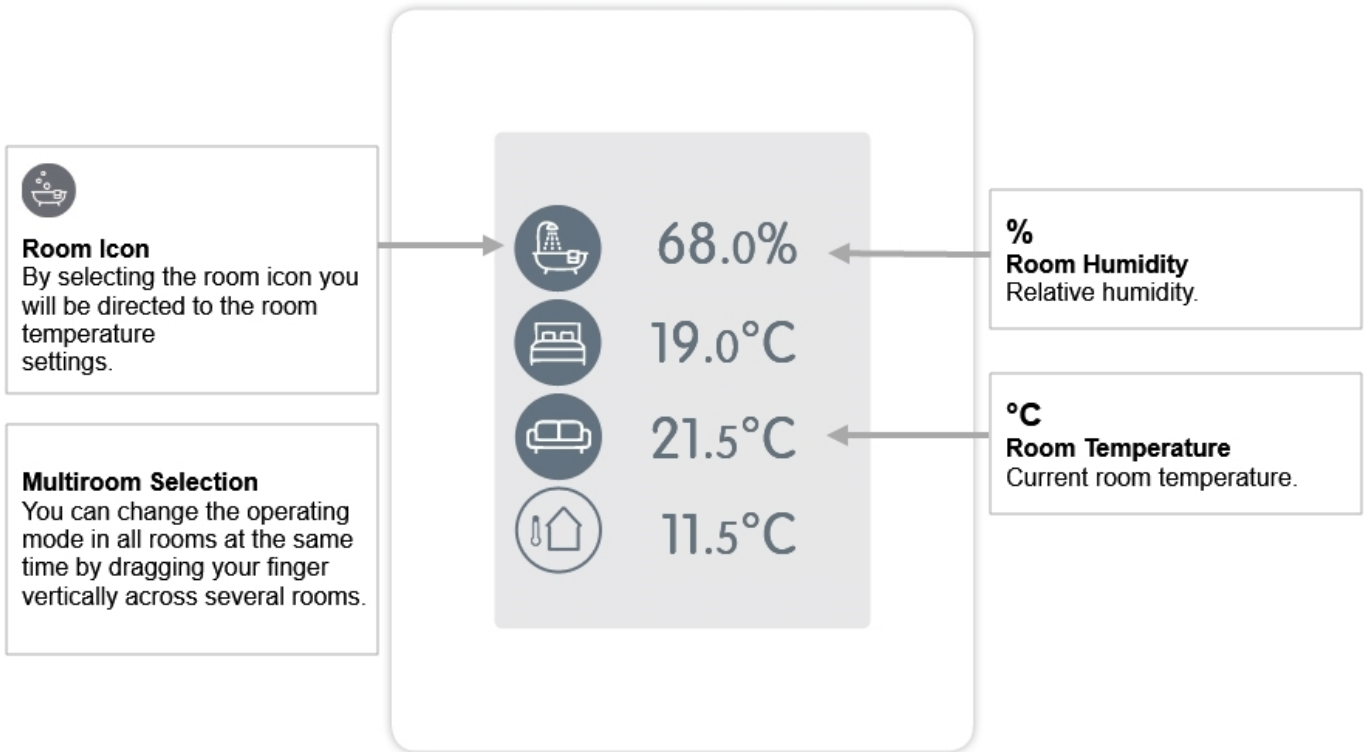 Room Icon
By selecting the room icon you
will be directed to the room
temperature
settings.
Multiroom Selection
You can change the operating
mode in all rooms at the same
time by dragging your finger
vertically across several rooms.
68.0%
19.0°C
21.5°C
11.5°C
%
Room Humidity
Relative humidity.
°C
Room Temperature
Current room temperature.